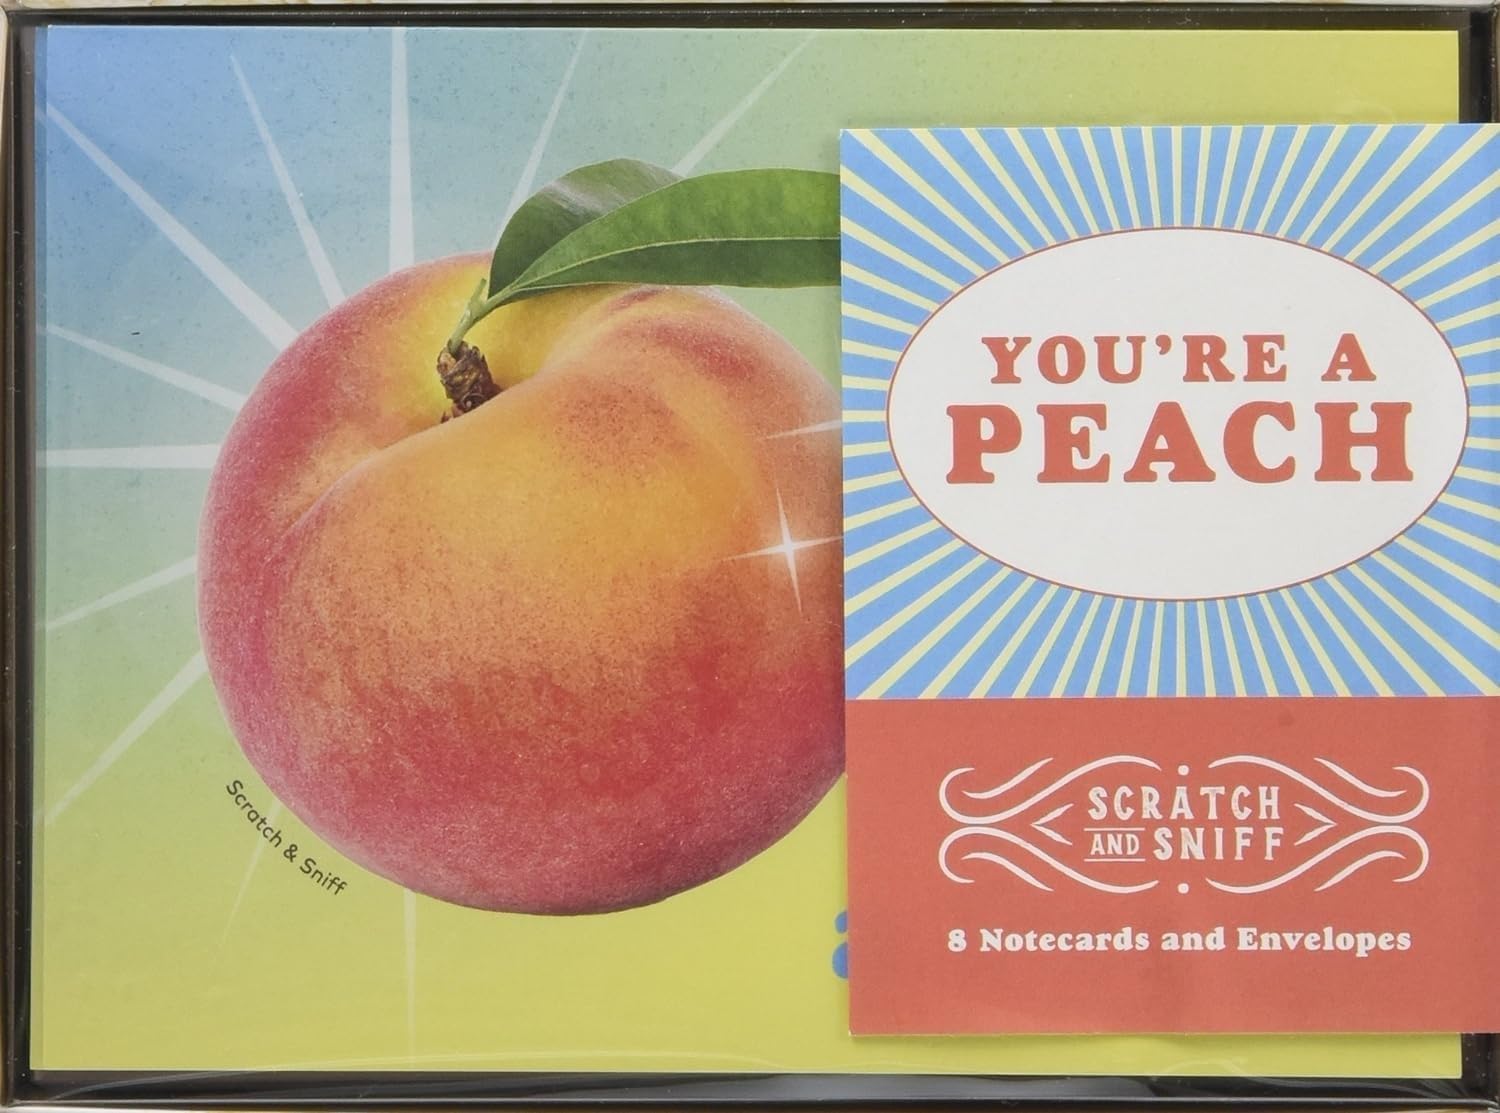 YOU'RE A
PEACH
SCRATCH
AND SNIFF
8 Notecards and Envelopes
Scratch & Sniff